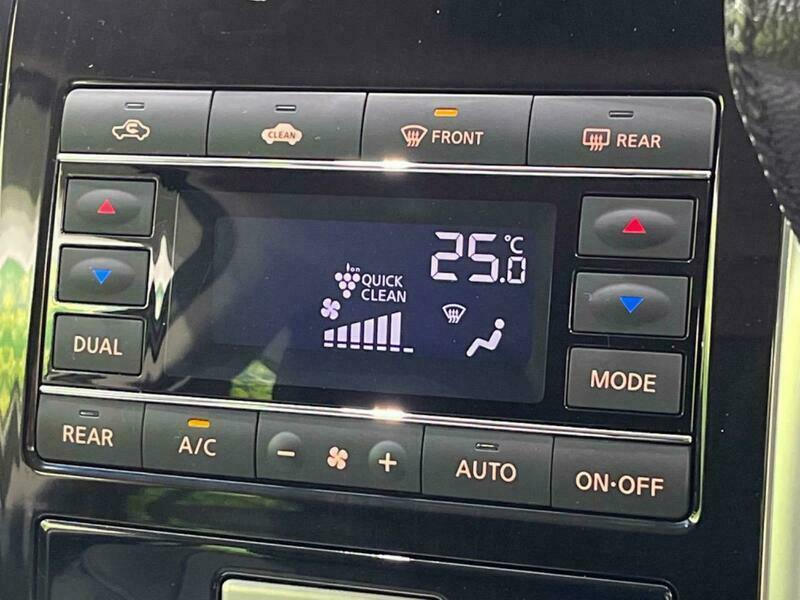 CLEAN
FRONT
REAR
25.0°C
Ion
QUICK
CLEAN
DUAL
MODE
REAR
A/C
- +
AUTO
ON·OFF